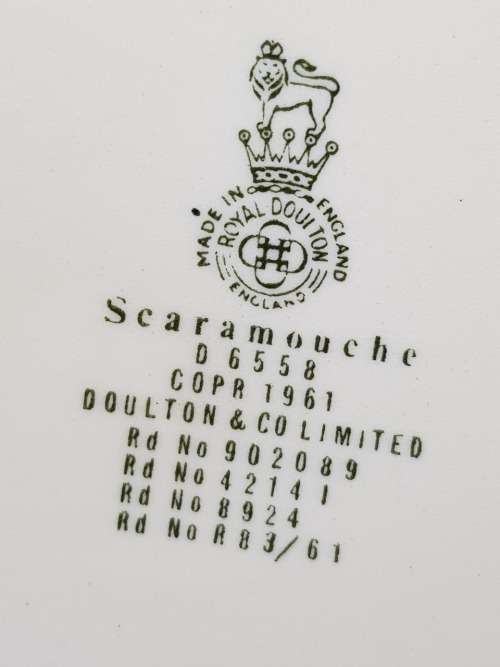 MADE IN ENGLAND
ROYAL DOULTON
ENGLAND
Scaramouche
D 6558
COPR 1961
DOULTON & CO LIMITED
Rd No 902089
Rd No 42141
Rd No 8924
Rd No R83/61